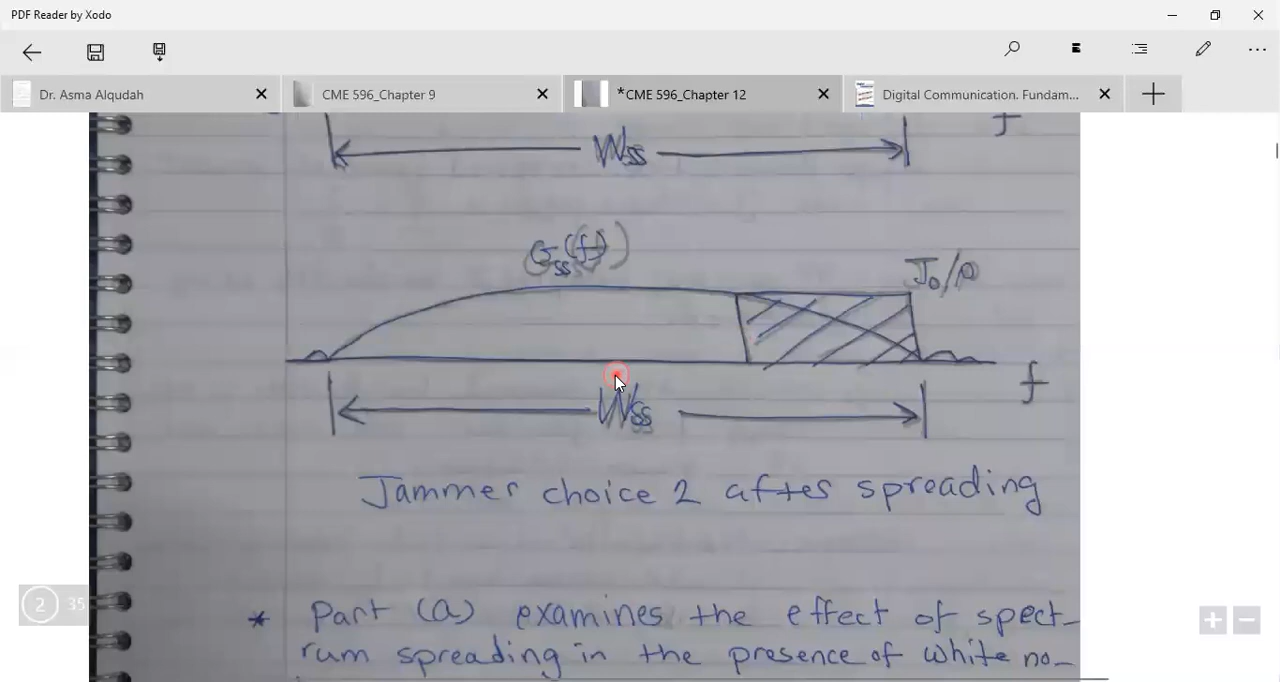 PDF Reader by Xodo
Dr. Asma Alqudah
CME 596_Chapter 9
*CME 596_Chapter 12
Digital Communication. Fundam...
f
Wss
Gss(f)
J0/ρ
f
Wss
Jammer choice 2 after spreading
2 35
* Part (a) examines the effect of spect-
rum spreading in the presence of white no-